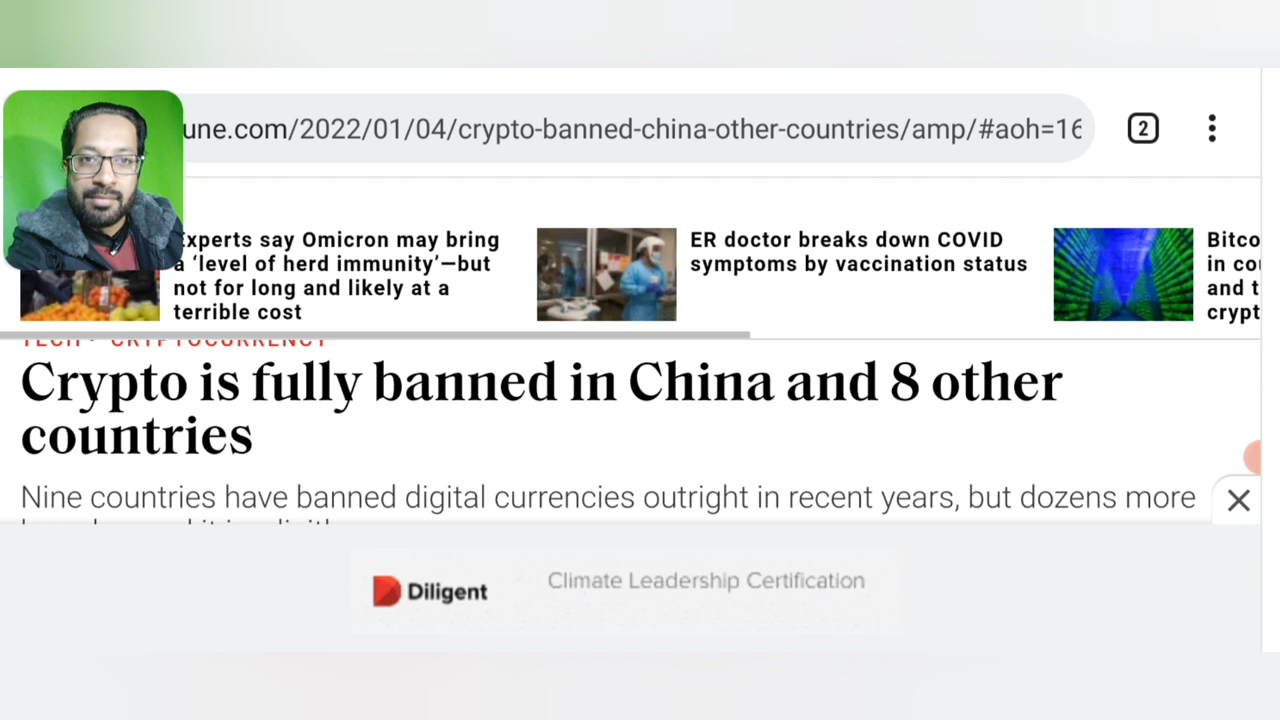 une.com/2022/01/04/crypto-banned-china-other-countries/amp/#aoh=16
2
Experts say Omicron may bring
a ‘level of herd immunity’—but
not for long and likely at a
terrible cost
ER doctor breaks down COVID
symptoms by vaccination status
Bitco
in co
and t
crypt
TECH · CRYPTOCURRENCY
Crypto is fully banned in China and 8 other
countries
Nine countries have banned digital currencies outright in recent years, but dozens more
Diligent
Climate Leadership Certification